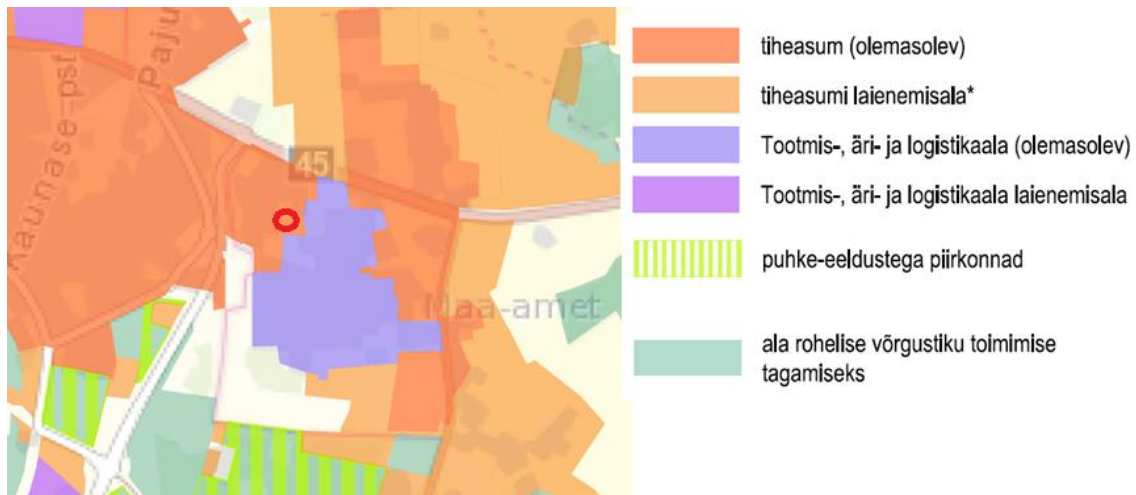 Kaunase-pst
Paju
45
Maa-amet
tiheasum (olemasolev)
tiheasumi laienemisala*
Tootmis-, äri- ja logistikaala (olemasolev)
Tootmis-, äri- ja logistikaala laienemisala
puhke-eeldustega piirkonnad
ala rohelise võrgustiku toimimise
tagamiseks